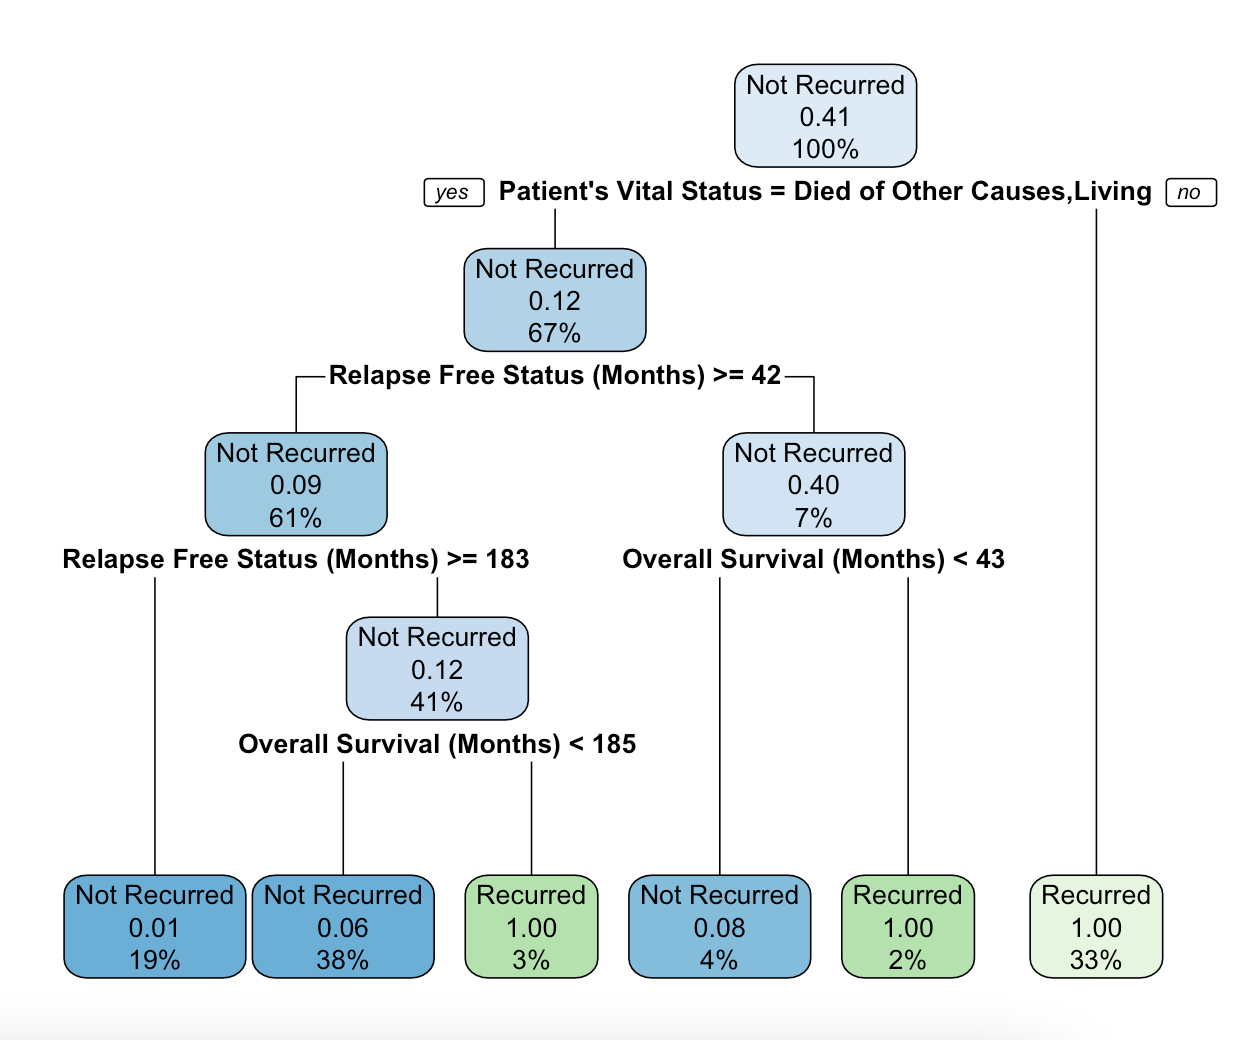 Not Recurred
0.41
100%
yes Patient's Vital Status = Died of Other Causes,Living no
Not Recurred
0.12
67%
Relapse Free Status (Months) >= 42
Not Recurred
0.09
61%
Not Recurred
0.40
7%
Relapse Free Status (Months) >= 183
Overall Survival (Months) < 43
Not Recurred
0.12
41%
Overall Survival (Months) < 185
Not Recurred
0.01
19%
Not Recurred
0.06
38%
Recurred
1.00
3%
Not Recurred
0.08
4%
Recurred
1.00
2%
Recurred
1.00
33%